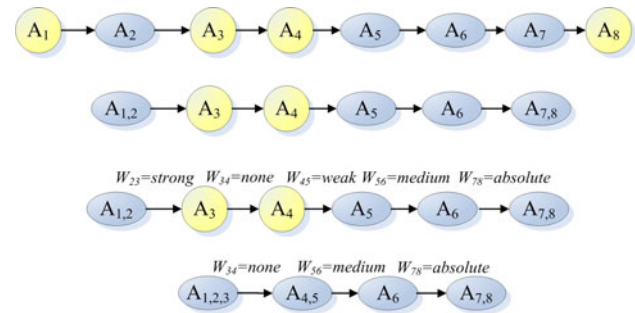 A1 A2 A3 A4 A5 A6 A7 A8
A1,2 A3 A4 A5 A6 A7,8
W23=strong W34=none W45=weak W56=medium W78=absolute
A1,2 A3 A4 A5 A6 A7,8
W34=none W56=medium W78=absolute
A1,2,3 A4,5 A6 A7,8